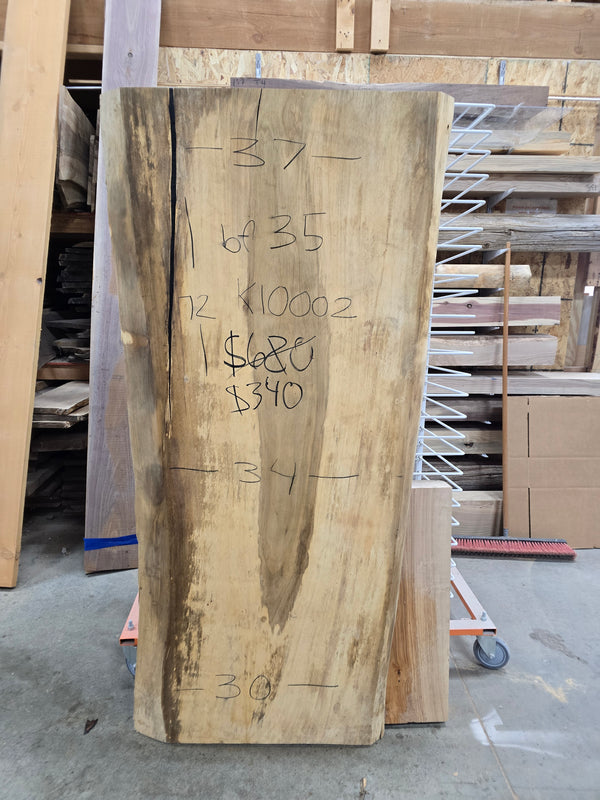 — 37 —
bf 35
72 K10002
$680
$340
— 34 —
— 30 —